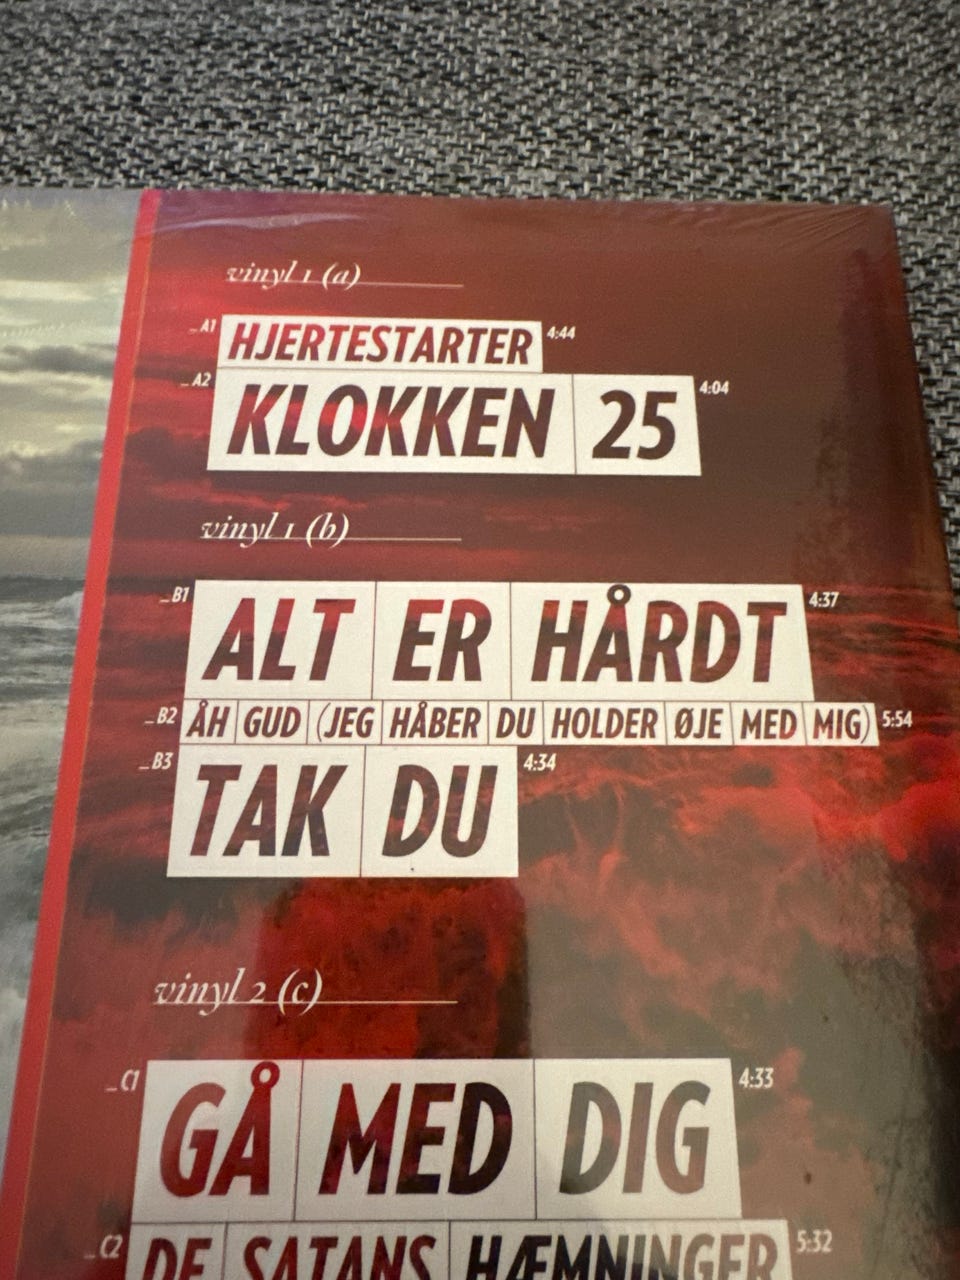 vinyl 1 (a)
_A1 HJERTESTARTER 4:44
_A2 KLOKKEN 25 4:04
vinyl 1 (b)
_B1 ALT ER HÅRDT 4:37
_B2 ÅH GUD (JEG HÅBER DU HOLDER ØJE MED MIG) 5:54
_B3 TAK DU 4:34
vinyl 2 (c)
_C1 GÅ MED DIG 4:33
_C2 DE SATANS HÆMNINGER 5:32